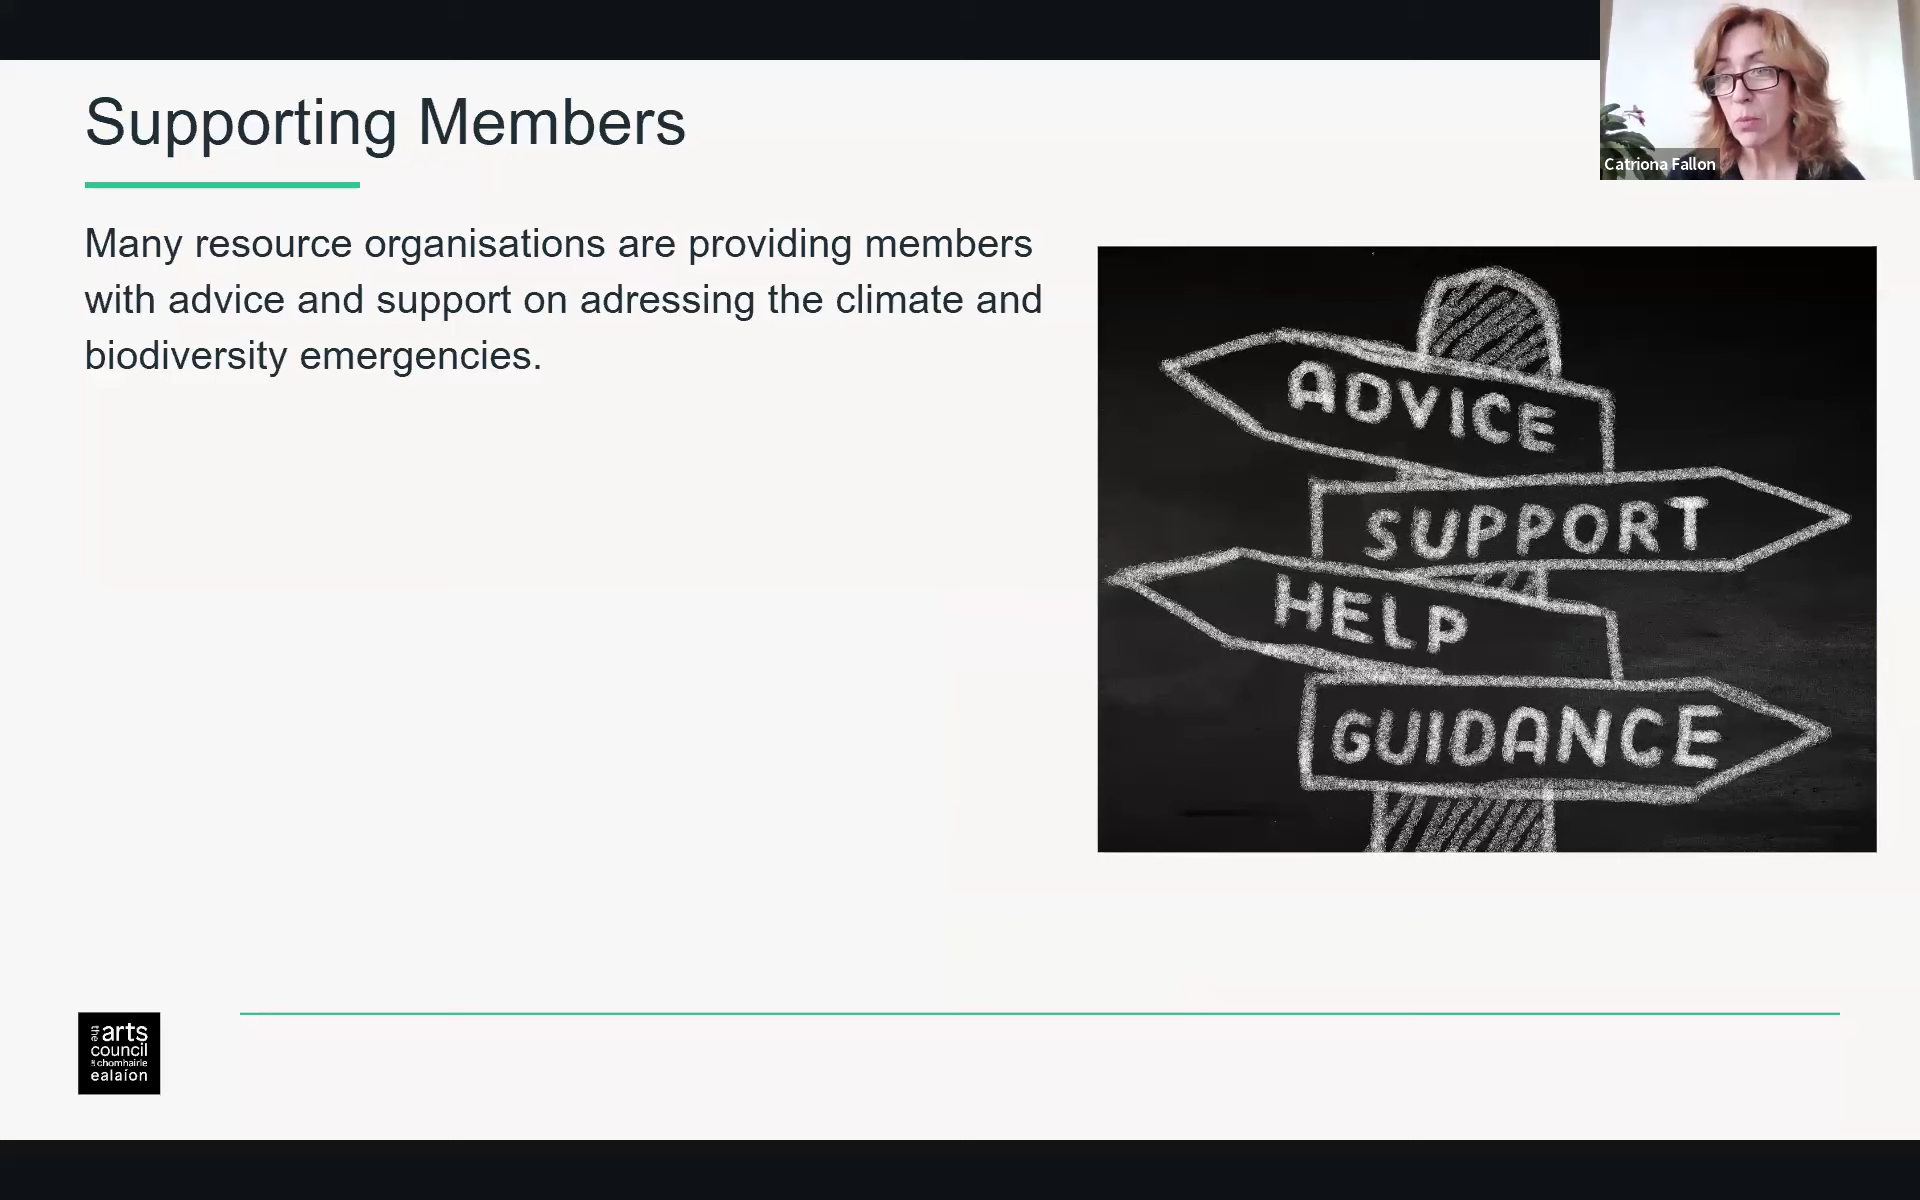 Supporting Members
Catriona Fallon
Many resource organisations are providing members
with advice and support on adressing the climate and
biodiversity emergencies.
ADVICE
SUPPORT
HELP
GUIDANCE
the arts
council
chomhairle
ealaíon